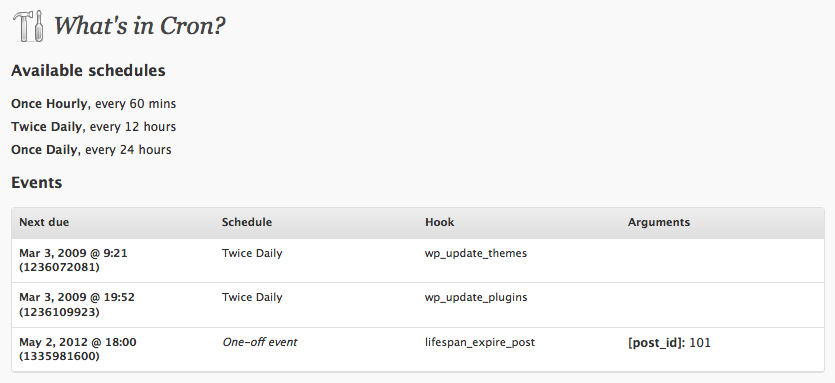 What's in Cron?
Available schedules
Once Hourly, every 60 mins
Twice Daily, every 12 hours
Once Daily, every 24 hours
Events
Next due Schedule Hook Arguments
Mar 3, 2009 @ 9:21 Twice Daily wp_update_themes
(1236072081)
Mar 3, 2009 @ 19:52 Twice Daily wp_update_plugins
(1236109923)
May 2, 2012 @ 18:00 One-off event lifespan_expire_post [post_id]: 101
(1335981600)